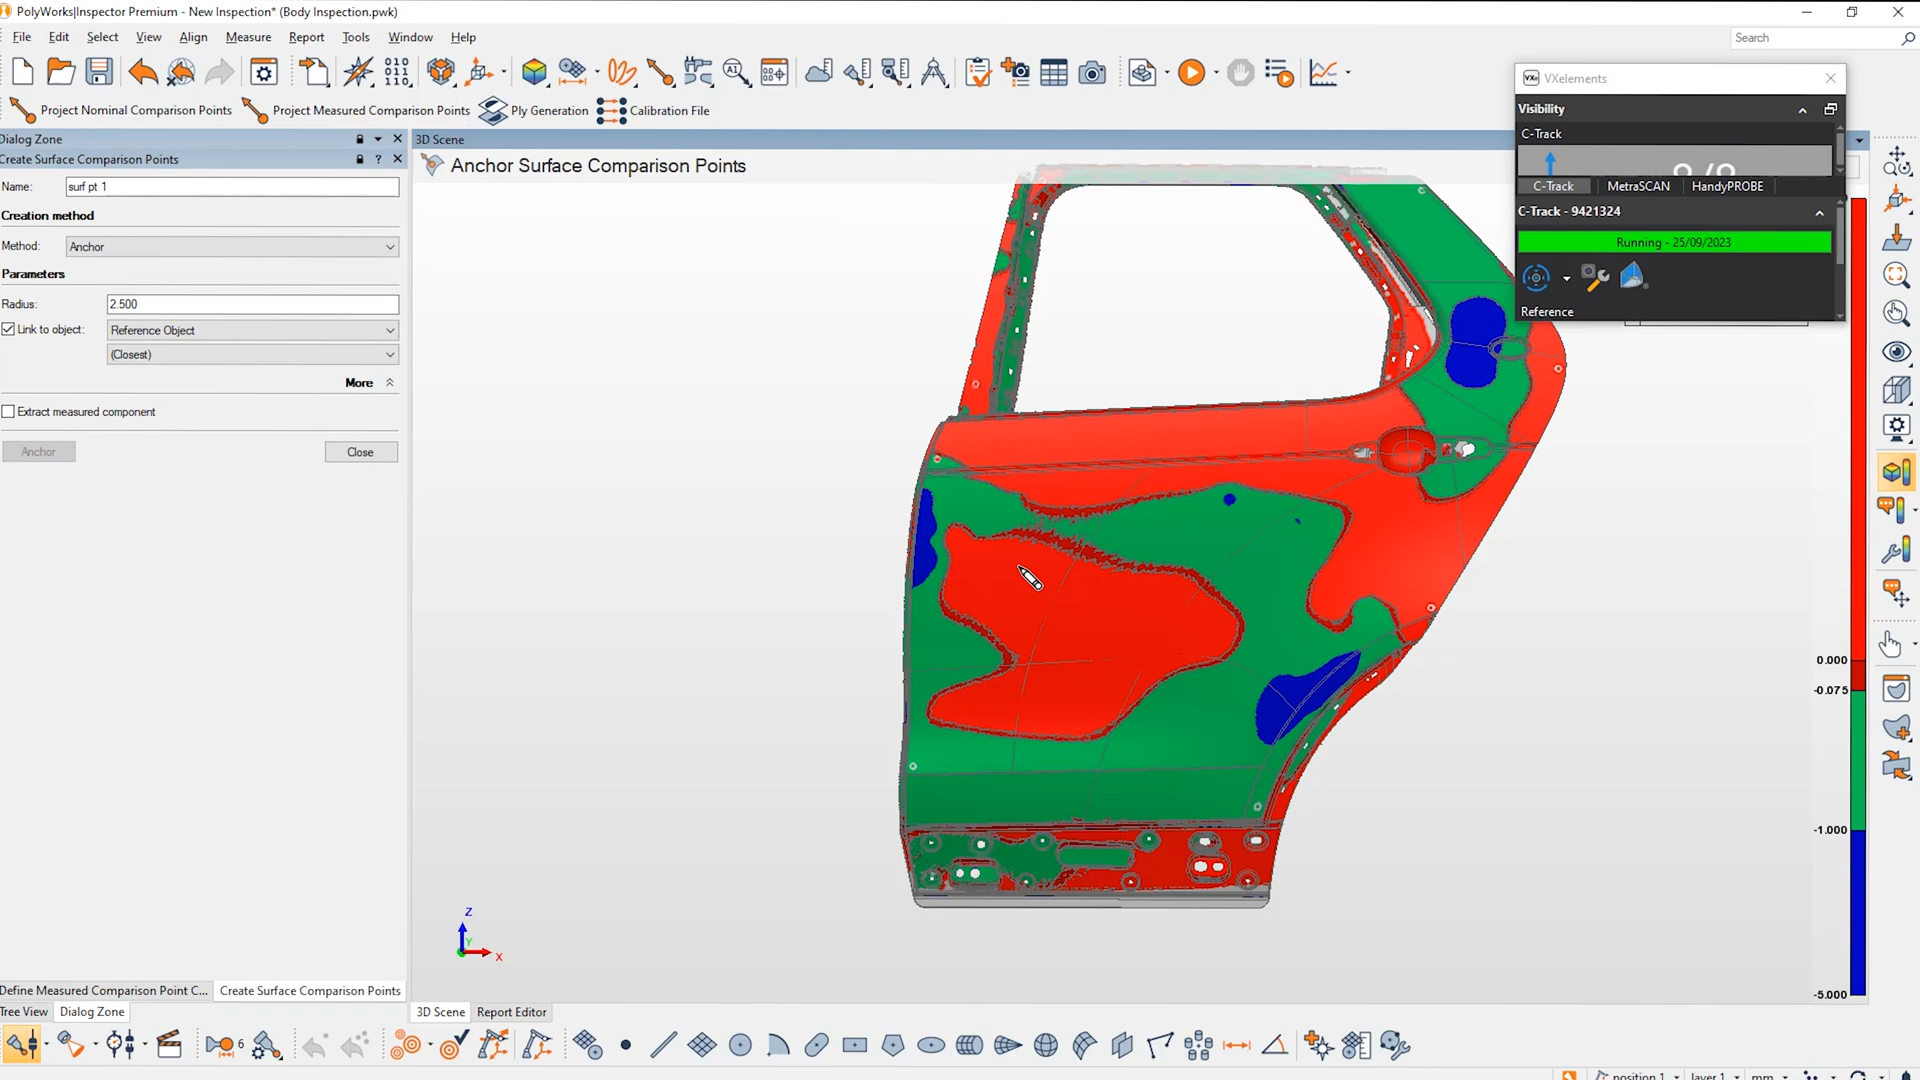 PolyWorks|Inspector Premium - New Inspection* (Body Inspection.pwk)
File Edit Select View Align Measure Report Tools Window Help
Search
Project Nominal Comparison Points Project Measured Comparison Points Ply Generation Calibration File
Dialog Zone
Create Surface Comparison Points
Name: surf pt 1
Creation method
Method: Anchor
Parameters
Radius: 2.500
Link to object: Reference Object
(Closest)
More
Extract measured component
Anchor Close
3D Scene
Anchor Surface Comparison Points
VXelements
Visibility
C-Track
C-Track MetraSCAN HandyPROBE
C-Track - 9421324
Running - 25/09/2023
Reference
0.000
-0.075
-1.000
-5.000
Z
Y
X
Define Measured Comparison Point C... Create Surface Comparison Points
Tree View Dialog Zone
3D Scene Report Editor
6
position 1 layer 1 mm